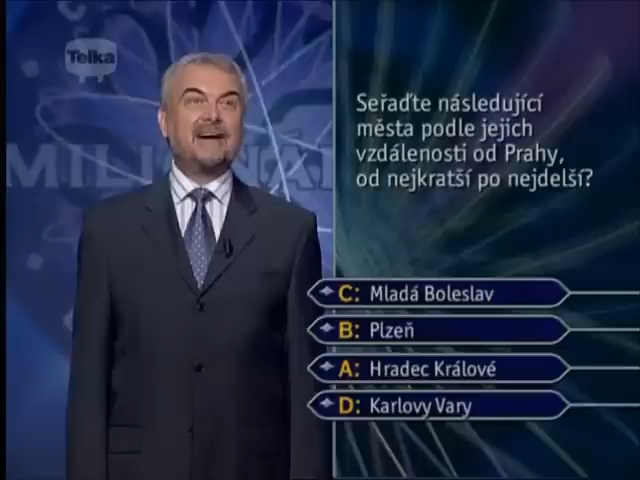 Telka
MILIONÁ
Seřaďte následující
města podle jejich
vzdálenosti od Prahy,
od nejkratší po nejdelší?
C: Mladá Boleslav
B: Plzeň
A: Hradec Králové
D: Karlovy Vary